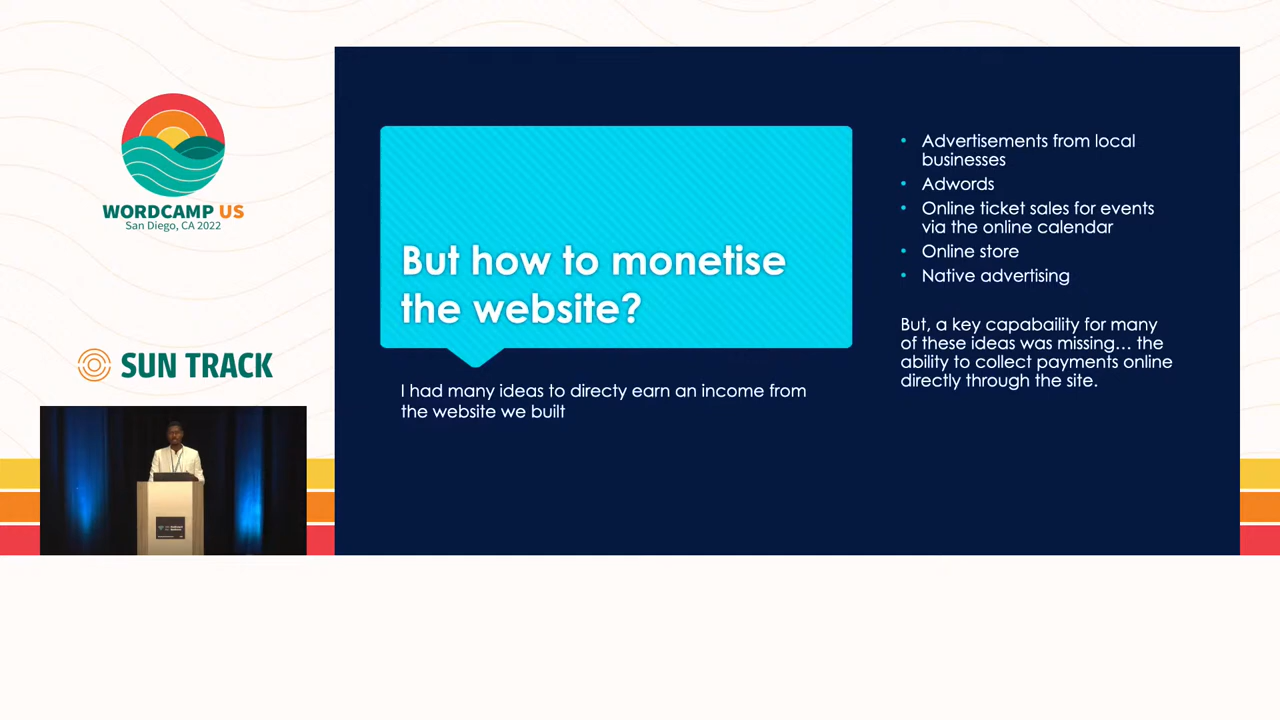 WORDCAMP US
San Diego, CA 2022
SUN TRACK
But how to monetise
the website?
I had many ideas to directy earn an income from
the website we built
• Advertisements from local
businesses
• Adwords
• Online ticket sales for events
via the online calendar
• Online store
• Native advertising
But, a key capabaility for many
of these ideas was missing… the
ability to collect payments online
directly through the site.